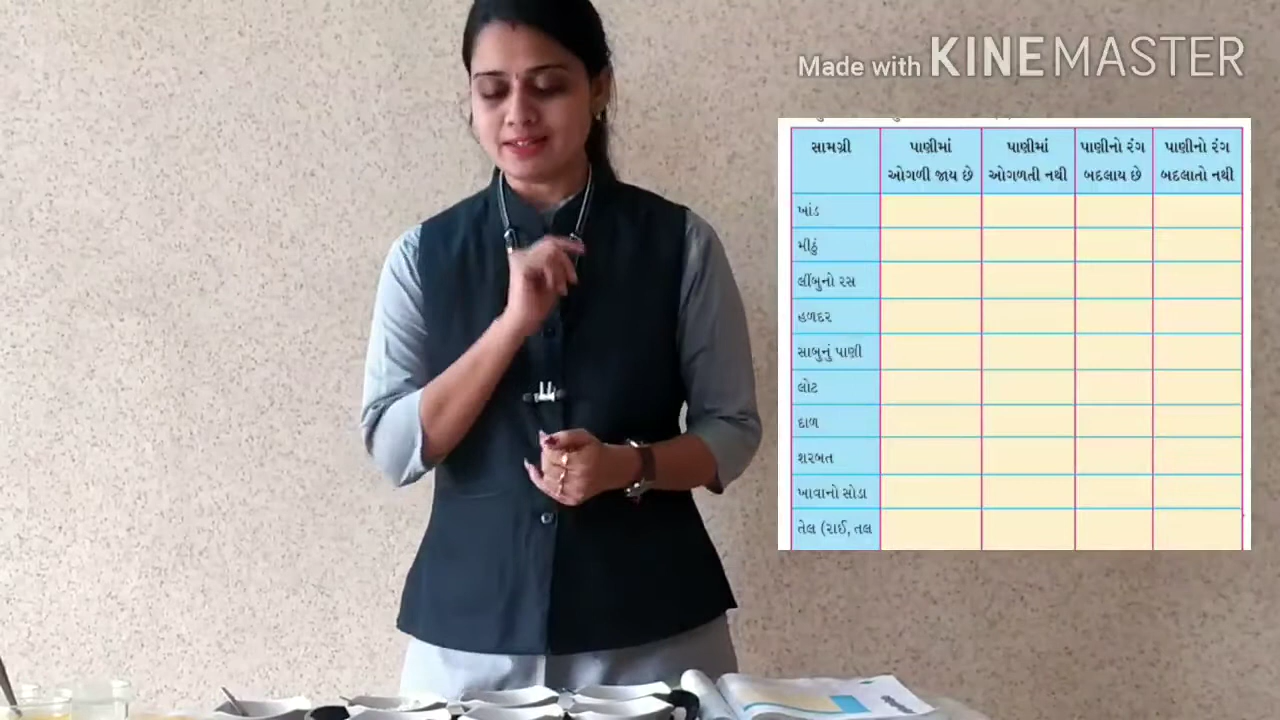 Made with KINEMASTER
સામગ્રી
પાણીમાં
ઓગળી જાય છે
પાણીમાં
ઓગળતી નથી
પાણીનો રંગ
બદલાય છે
પાણીનો રંગ
બદલાતો નથી
ખાંડ
મીઠું
લીંબુનો રસ
હળદર
સાબુનું પાણી
લોટ
દાળ
શરબત
ખાવાનો સોડા
તેલ (રાઈ, તલ